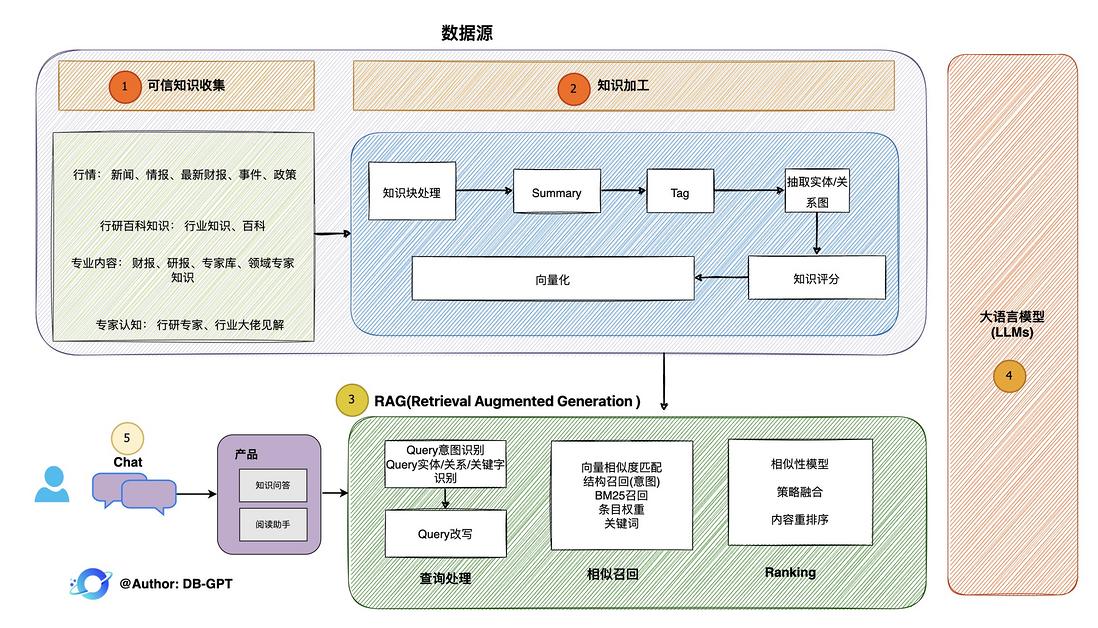 数据源
1 可信知识收集
2 知识加工
行情： 新闻、情报、最新财报、事件、政策
行研百科知识： 行业知识、百科
专业内容： 财报、研报、专家库、领域专家
知识
专家认知： 行研专家、行业大佬见解
知识块处理
Summary
Tag
抽取实体/关
系图
向量化
知识评分
大语言模型
(LLMs)
4
3 RAG(Retrieval Augmented Generation )
5
Chat
产品
知识问答
阅读助手
Query意图识别
Query实体/关系/关键字
识别
Query改写
查询处理
向量相似度匹配
结构召回(意图)
BM25召回
条目权重
关键词
相似召回
相似性模型
策略融合
内容重排序
Ranking
@Author: DB-GPT